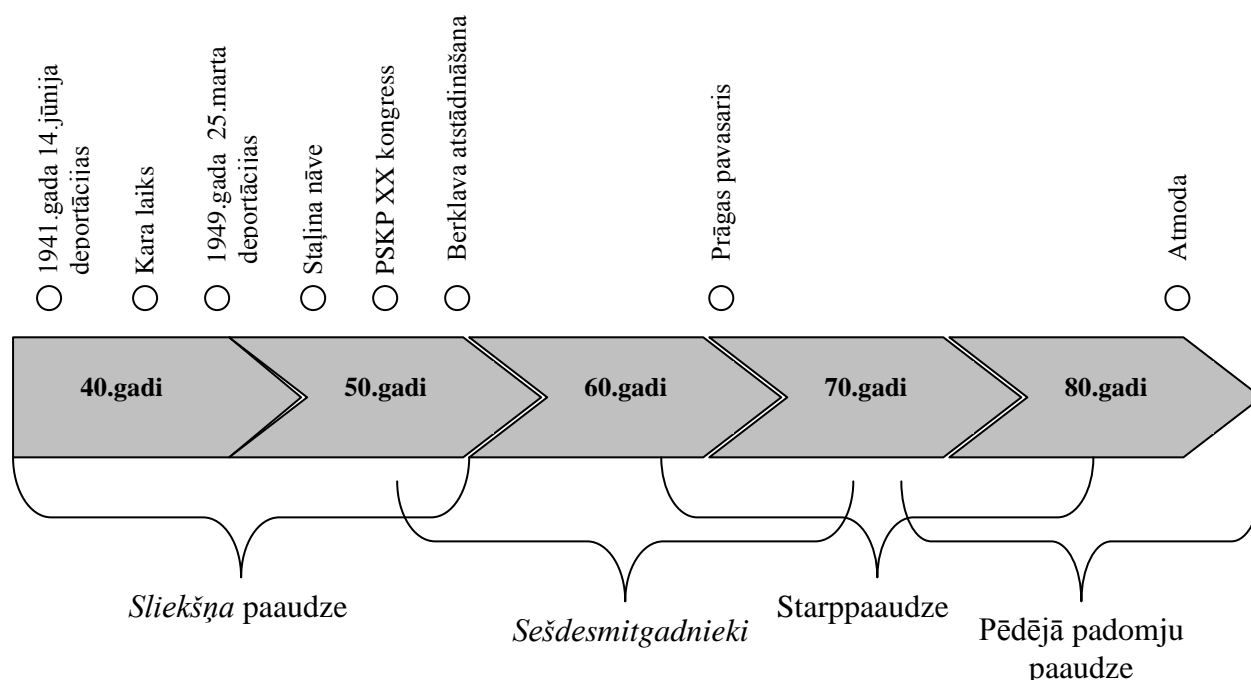 1941.gada 14.jūnija
deportācijas
Kara laiks
1949.gada 25.marta
deportācijas
Staļina nāve
PSKP XX kongress
Berklava atstādināšana
Prāgas pavasaris
Atmoda
40.gadi
50.gadi
60.gadi
70.gadi
80.gadi
Sliekšņa paaudze
Sešdesmitgadnieki
Starppaaudze
Pēdējā padomju
paaudze